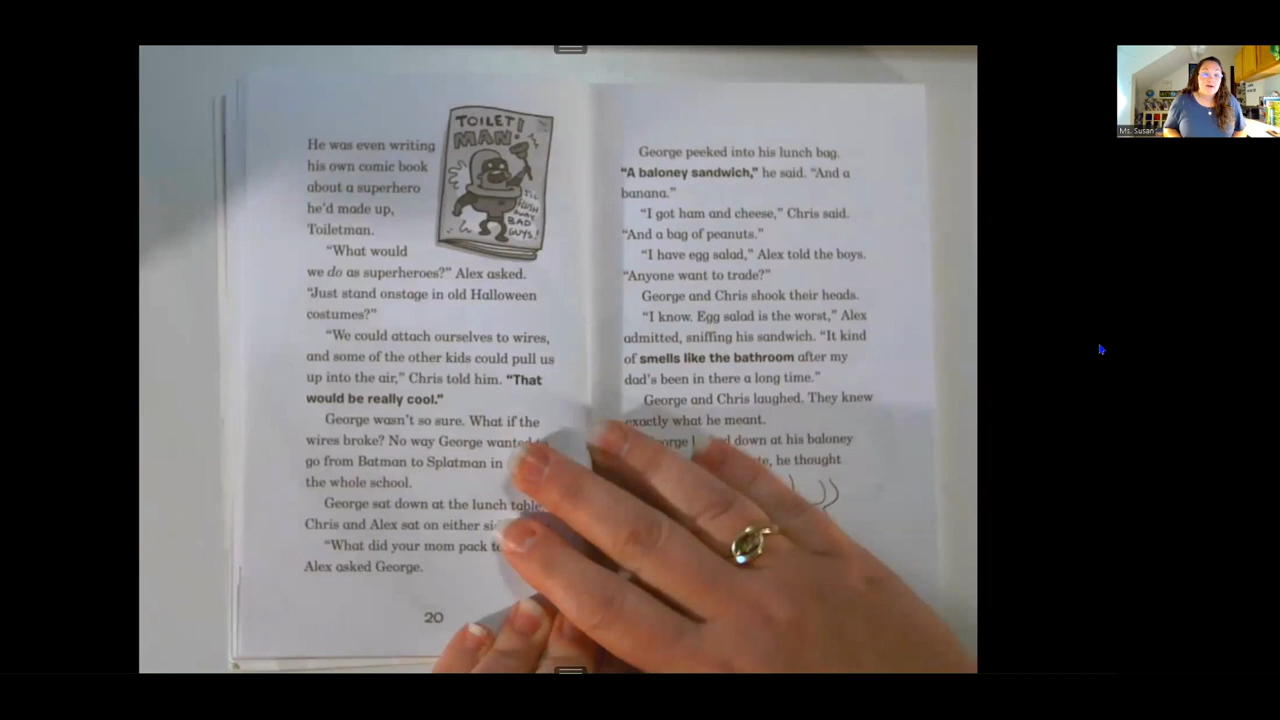 TOILET
MAN!
I'LL
FLUSH
AWAY
BAD
GUYS!
He was even writing
his own comic book
about a superhero
he'd made up,
Toiletman.
"What would
we do as superheroes?" Alex asked.
"Just stand onstage in old Halloween
costumes?"
"We could attach ourselves to wires,
and some of the other kids could pull us
up into the air," Chris told him. "That
would be really cool."
George wasn't so sure. What if the
wires broke? No way George wanted
go from Batman to Splatman in
the whole school.
George sat down at the lunch table.
Chris and Alex sat on either
"What did your mom pack
Alex asked George.
20
George peeked into his lunch bag.
"A baloney sandwich," he said. "And a
banana."
"I got ham and cheese," Chris said.
"And a bag of peanuts."
"I have egg salad," Alex told the boys.
"Anyone want to trade?"
George and Chris shook their heads.
"I know. Egg salad is the worst," Alex
admitted, sniffing his sandwich. "It kind
of smells like the bathroom after my
dad's been in there a long time."
George and Chris laughed. They knew
exactly what he meant.
down at his baloney
he thought
Ms. Susan